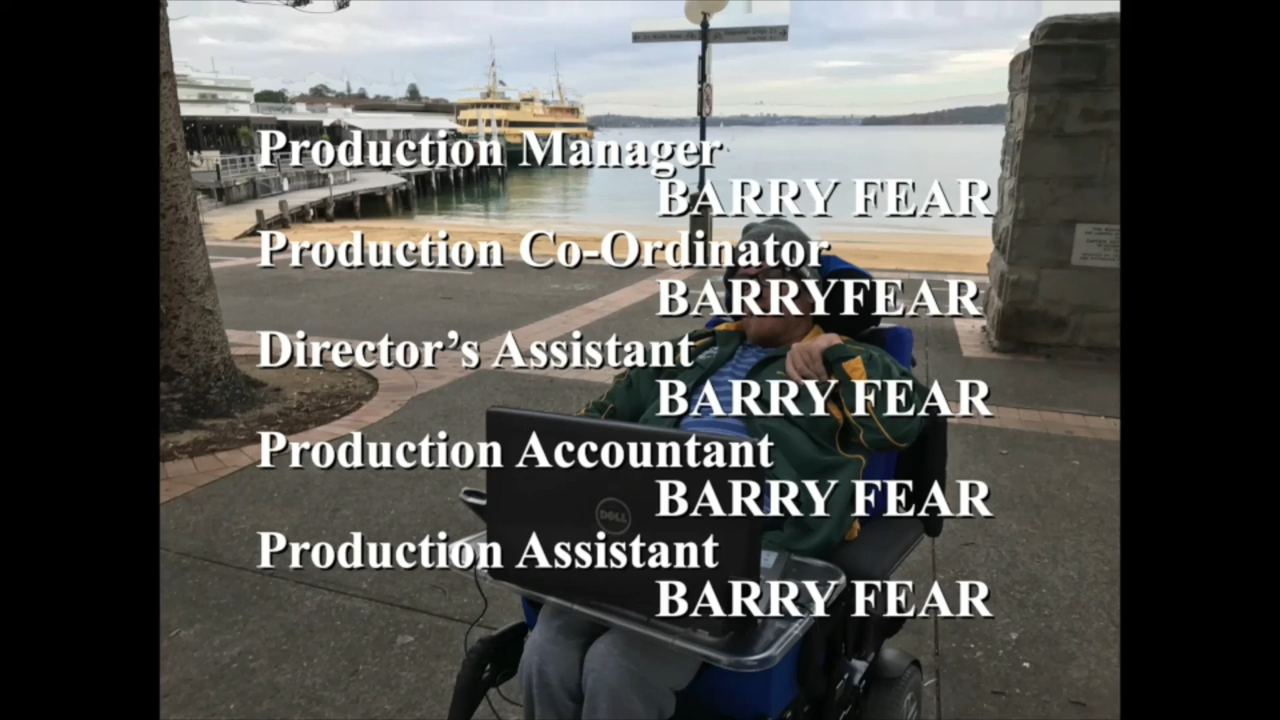 Production Manager
BARRY FEAR
Production Co-Ordinator
BARRYFEAR
Director’s Assistant
BARRY FEAR
Production Accountant
BARRY FEAR
DELL
Production Assistant
BARRY FEAR